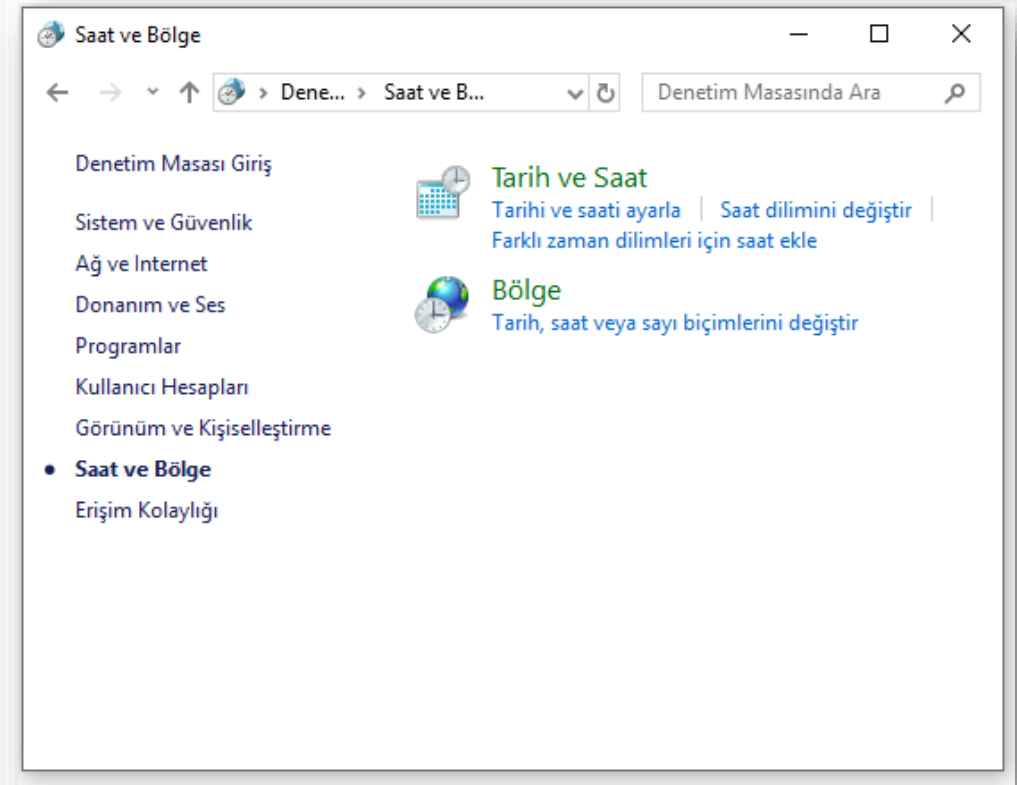 Saat ve Bölge
Dene... Saat ve B...
Denetim Masasında Ara
Denetim Masası Giriş
Sistem ve Güvenlik
Ağ ve Internet
Donanım ve Ses
Programlar
Kullanıcı Hesapları
Görünüm ve Kişiselleştirme
Saat ve Bölge
Erişim Kolaylığı
Tarih ve Saat
Tarihi ve saati ayarla Saat dilimini değiştir
Farklı zaman dilimleri için saat ekle
Bölge
Tarih, saat veya sayı biçimlerini değiştir